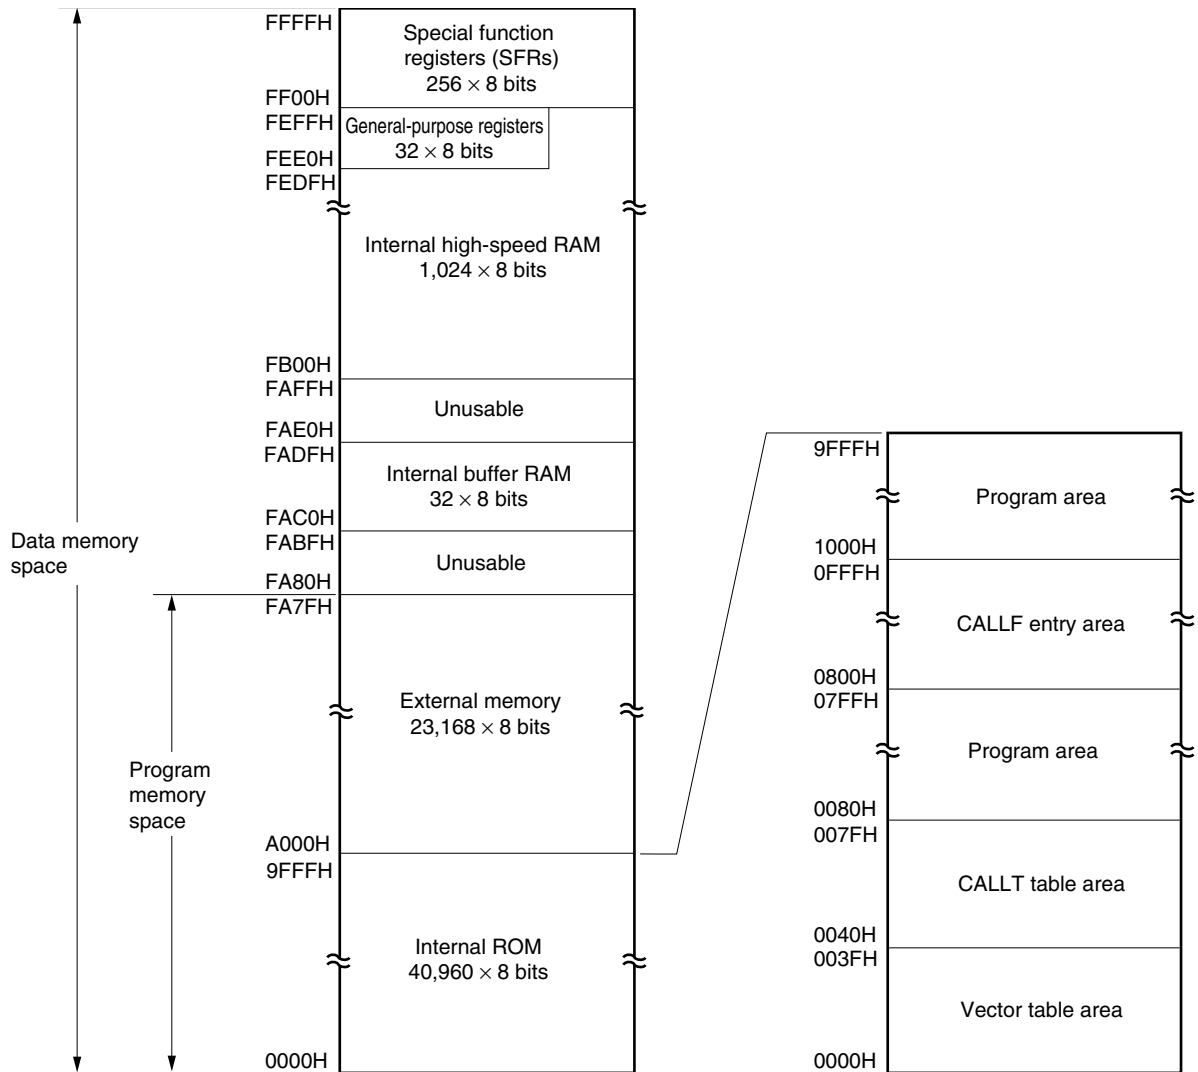 FFFFH
Special function
registers (SFRs)
256 × 8 bits
FF00H
FEFFH
General-purpose registers
32 × 8 bits
FEE0H
FEDFH
Internal high-speed RAM
1,024 × 8 bits
FB00H
FAFFH
Unusable
FAE0H
FADFH
Internal buffer RAM
32 × 8 bits
FAC0H
FABFH
Unusable
FA80H
FA7FH
Data memory
space
External memory
23,168 × 8 bits
Program
memory
space
A000H
9FFFH
Internal ROM
40,960 × 8 bits
0000H
9FFFH
Program area
1000H
0FFFH
CALLF entry area
0800H
07FFH
Program area
0080H
007FH
CALLT table area
0040H
003FH
Vector table area
0000H